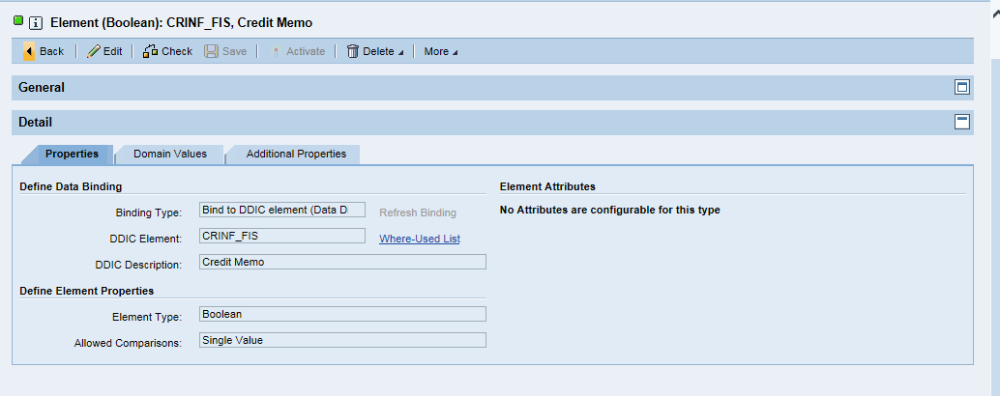 Element (Boolean): CRINF_FIS, Credit Memo
Back Edit Check Save Activate Delete More
General
Detail
Properties Domain Values Additional Properties
Define Data Binding
Binding Type: Bind to DDIC element (Data D Refresh Binding
DDIC Element: CRINF_FIS Where-Used List
DDIC Description: Credit Memo
Define Element Properties
Element Type: Boolean
Allowed Comparisons: Single Value
Element Attributes
No Attributes are configurable for this type